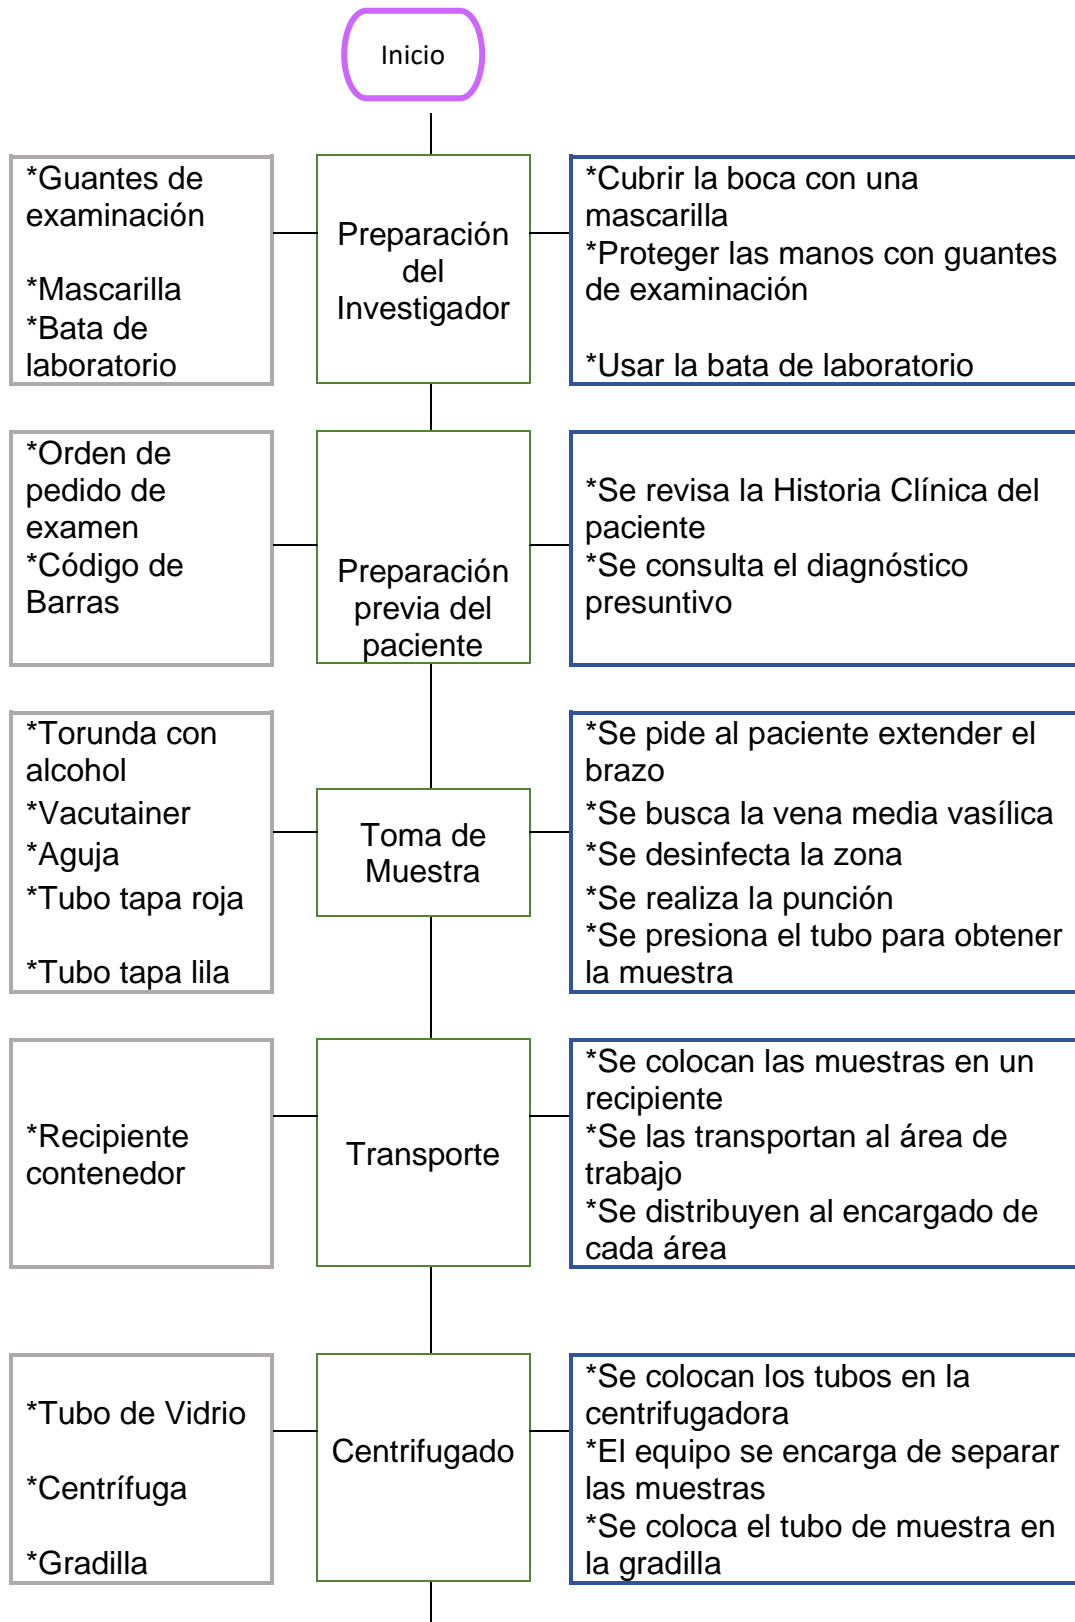 Inicio
*Guantes de
examinación
*Mascarilla
*Bata de
laboratorio
Preparación
del
Investigador
*Cubrir la boca con una
mascarilla
*Proteger las manos con guantes
de examinación
*Usar la bata de laboratorio
*Orden de
pedido de
examen
*Código de
Barras
Preparación
previa del
paciente
*Se revisa la Historia Clínica del
paciente
*Se consulta el diagnóstico
presuntivo
*Torunda con
alcohol
*Vacutainer
*Aguja
*Tubo tapa roja
*Tubo tapa lila
Toma de
Muestra
*Se pide al paciente extender el
brazo
*Se busca la vena media vasílica
*Se desinfecta la zona
*Se realiza la punción
*Se presiona el tubo para obtener
la muestra
*Recipiente
contenedor
Transporte
*Se colocan las muestras en un
recipiente
*Se las transportan al área de
trabajo
*Se distribuyen al encargado de
cada área
*Tubo de Vidrio
*Centrífuga
*Gradilla
Centrifugado
*Se colocan los tubos en la
centrifugadora
*El equipo se encarga de separar
las muestras
*Se coloca el tubo de muestra en
la gradilla